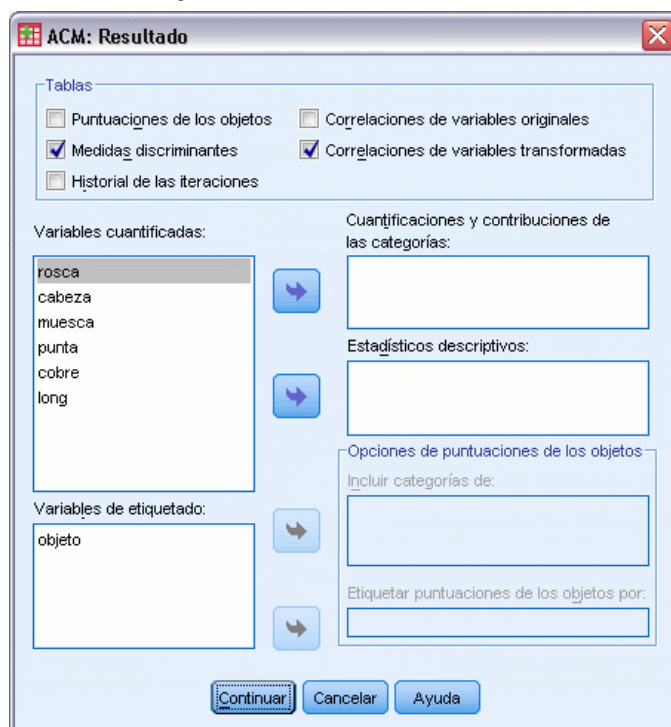 ACM: Resultado
Tablas
Puntuaciones de los objetos
Correlaciones de variables originales
Medidas discriminantes
Correlaciones de variables transformadas
Historial de las iteraciones
Variables cuantificadas:
rosca
cabeza
muesca
punta
cobre
long
Cuantificaciones y contribuciones de
las categorías:
Estadísticos descriptivos:
Opciones de puntuaciones de los objetos
Incluir categorías de:
Variables de etiquetado:
objeto
Etiquetar puntuaciones de los objetos por:
Continuar
Cancelar
Ayuda